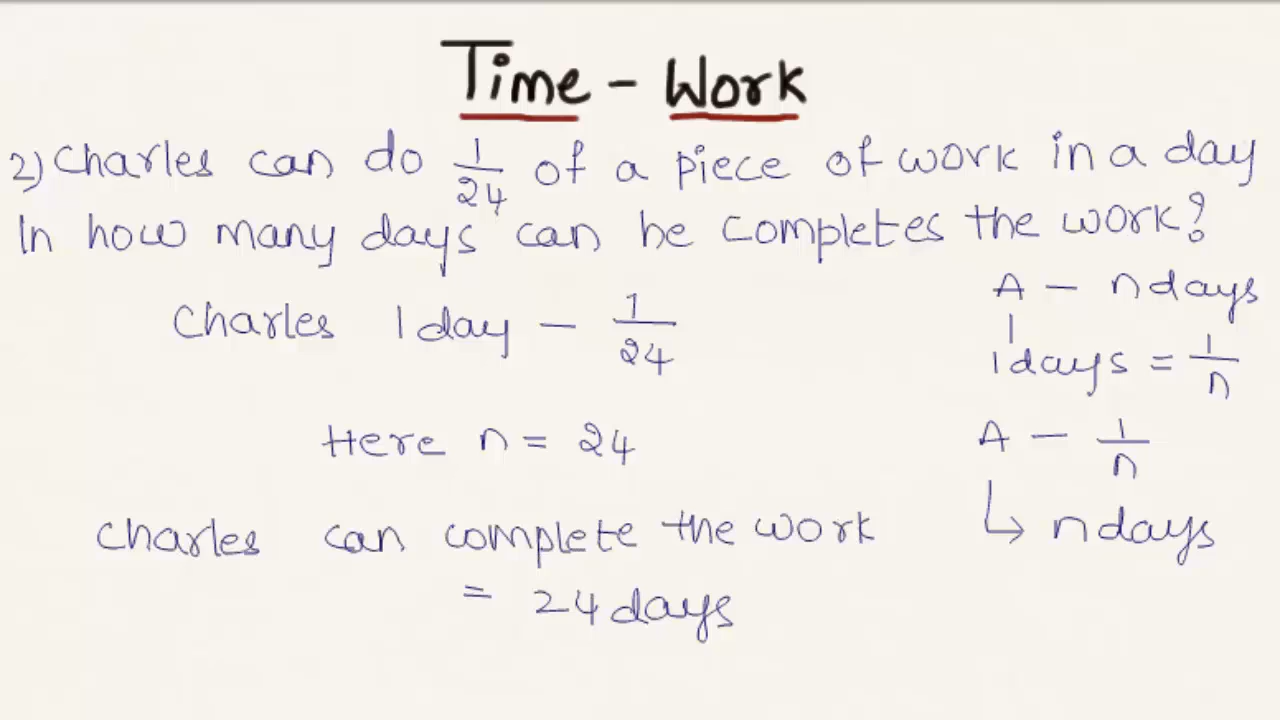 Time - Work
2) Charles can do 1/24 of a piece of work in a day
In how many days can he completes the work?
A - n days
Charles 1 day - 1/24
1 days = 1/n
A - 1/n
Here n = 24
Charles can complete the work
↳ n days
= 24 days